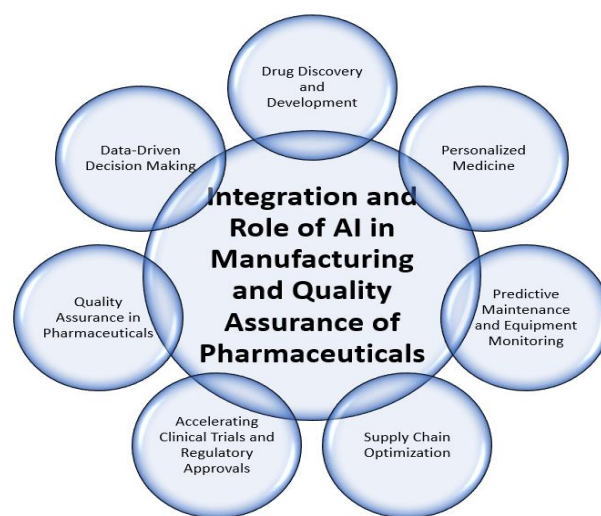 Drug Discovery
and
Development
Personalized
Medicine
Predictive
Maintenance
and Equipment
Monitoring
Supply Chain
Optimization
Accelerating
Clinical Trials and
Regulatory
Approvals
Quality
Assurance in
Pharmaceuticals
Data-Driven
Decision Making
Integration and
Role of AI in
Manufacturing
and Quality
Assurance of
Pharmaceuticals